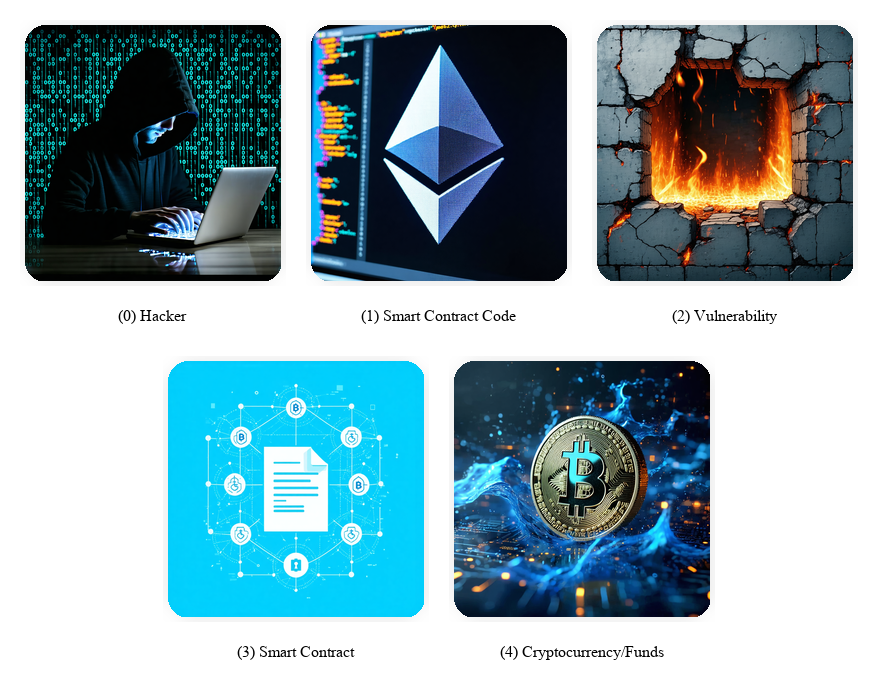 (0) Hacker
(1) Smart Contract Code
(2) Vulnerability
(3) Smart Contract
(4) Cryptocurrency/Funds